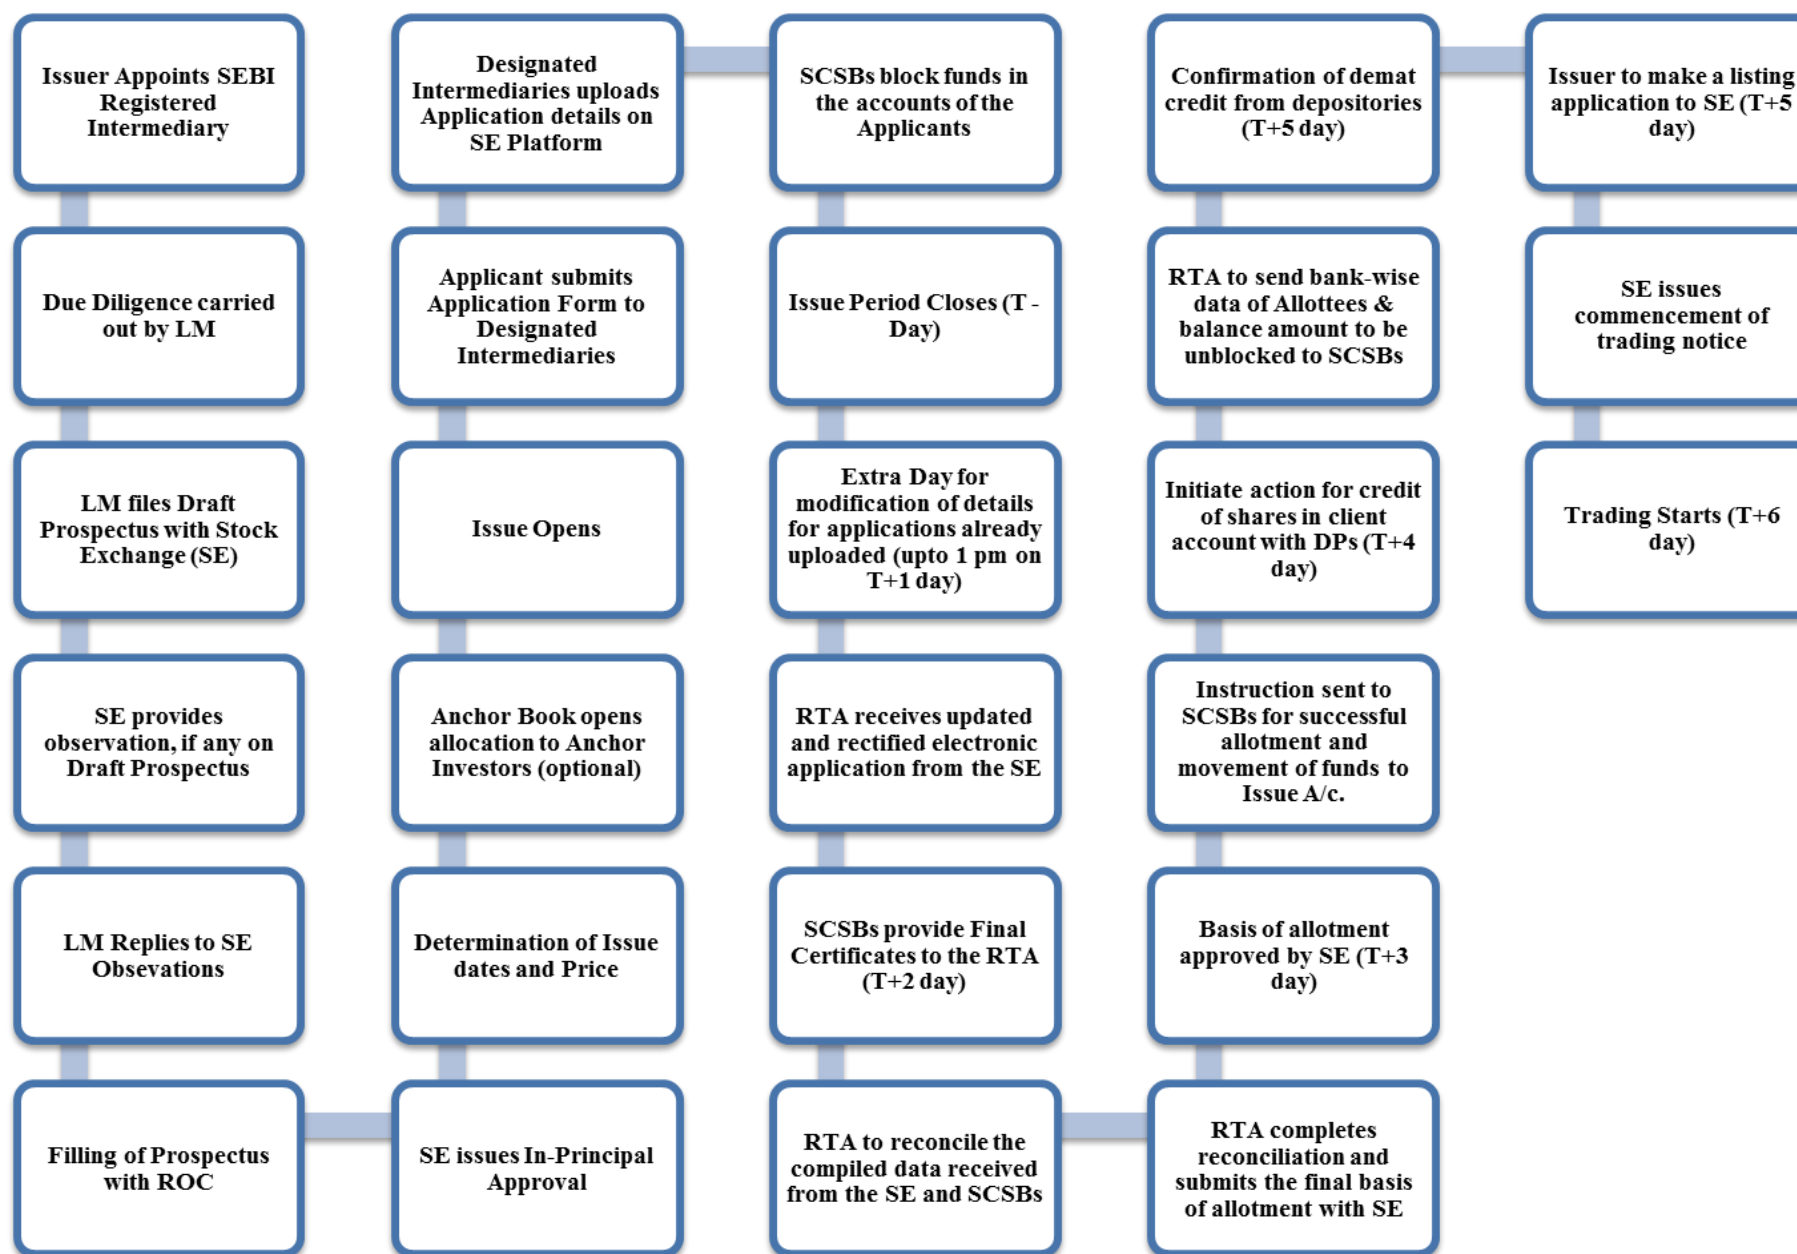 Issuer Appoints SEBI
Registered
Intermediary
Due Diligence carried
out by LM
LM files Draft
Prospectus with Stock
Exchange (SE)
SE provides
observation, if any on
Draft Prospectus
LM Replies to SE
Obsevations
Filling of Prospectus
with ROC
SE issues In-Principal
Approval
Determination of Issue
dates and Price
Anchor Book opens
allocation to Anchor
Investors (optional)
Issue Opens
Applicant submits
Application Form to
Designated
Intermediaries
Designated
Intermediaries uploads
Application details on
SE Platform
SCSBs block funds in
the accounts of the
Applicants
Issue Period Closes (T -
Day)
Extra Day for
modification of details
for applications already
uploaded (upto 1 pm on
T+1 day)
RTA receives updated
and rectified electronic
application from the SE
SCSBs provide Final
Certificates to the RTA
(T+2 day)
RTA to reconcile the
compiled data received
from the SE and SCSBs
RTA completes
reconciliation and
submits the final basis
of allotment with SE
Basis of allotment
approved by SE (T+3
day)
Instruction sent to
SCSBs for successful
allotment and
movement of funds to
Issue A/c.
Initiate action for credit
of shares in client
account with DPs (T+4
day)
RTA to send bank-wise
data of Allottees &
balance amount to be
unblocked to SCSBs
Confirmation of demat
credit from depositories
(T+5 day)
Issuer to make a listing
application to SE (T+5
day)
SE issues
commencement of
trading notice
Trading Starts (T+6
day)